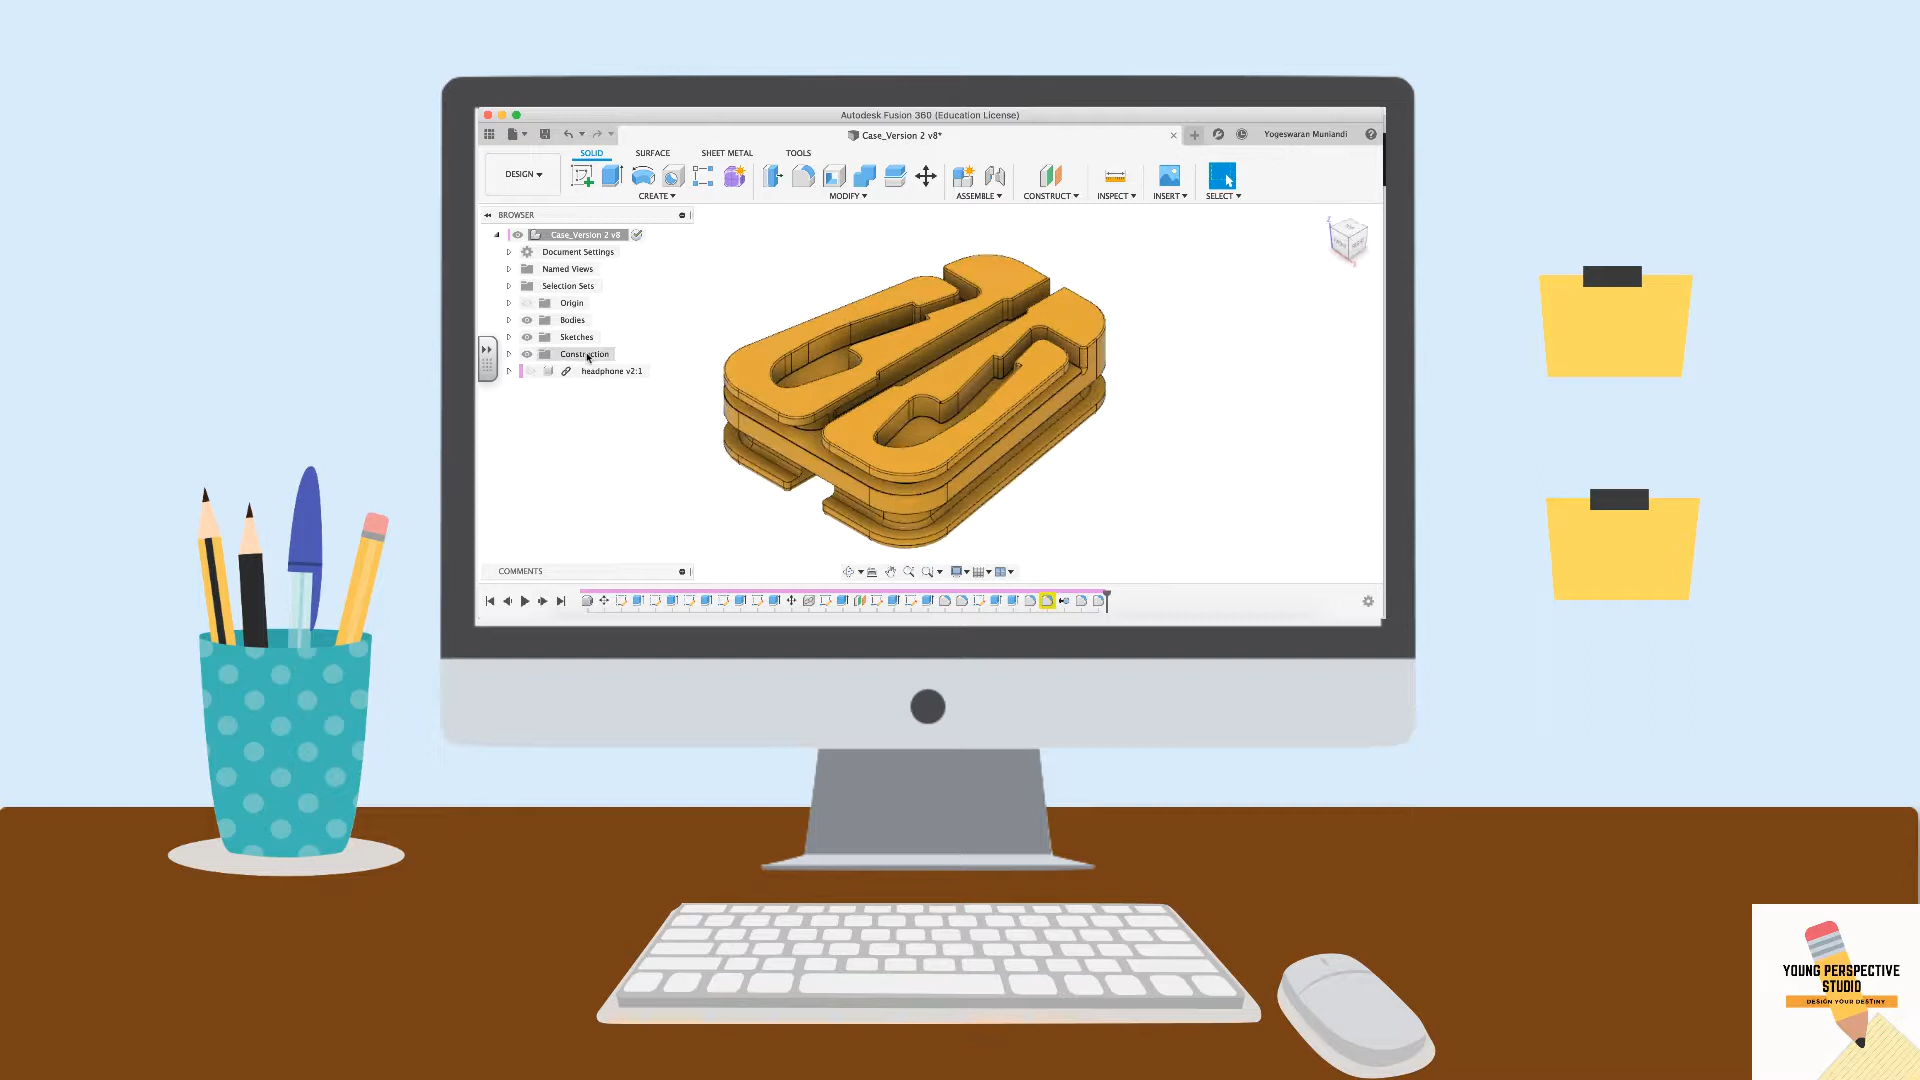 Autodesk Fusion 360 (Education License)
Case_Version 2 v8*
Yogeswaran Muniandi
SOLID SURFACE SHEET METAL TOOLS
DESIGN
CREATE MODIFY ASSEMBLE CONSTRUCT INSPECT INSERT SELECT
BROWSER
Case_Version 2 v8
Document Settings
Named Views
Selection Sets
Origin
Bodies
Sketches
Construction
headphone v2:1
COMMENTS
YOUNG PERSPECTIVE
STUDIO
DESIGN YOUR DESTINY